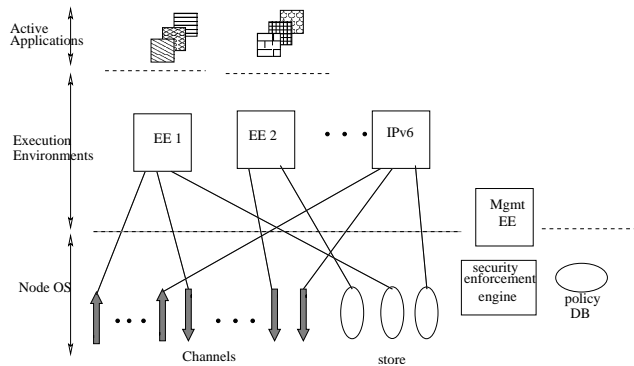 Active
Applications
Execution
Environments
EE 1
EE 2
IPv6
Mgmt
EE
Node OS
security
enforcement
engine
policy
DB
Channels
store